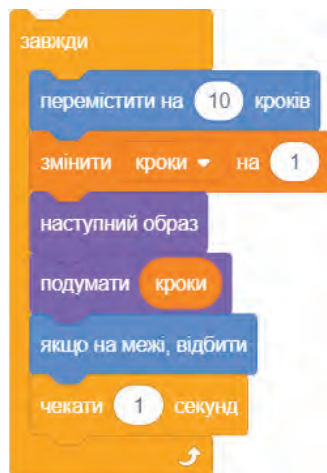 завжди
перемістити на 10 кроків
змінити кроки на 1
наступний образ
подумати кроки
якщо на межі, відбити
чекати 1 секунд